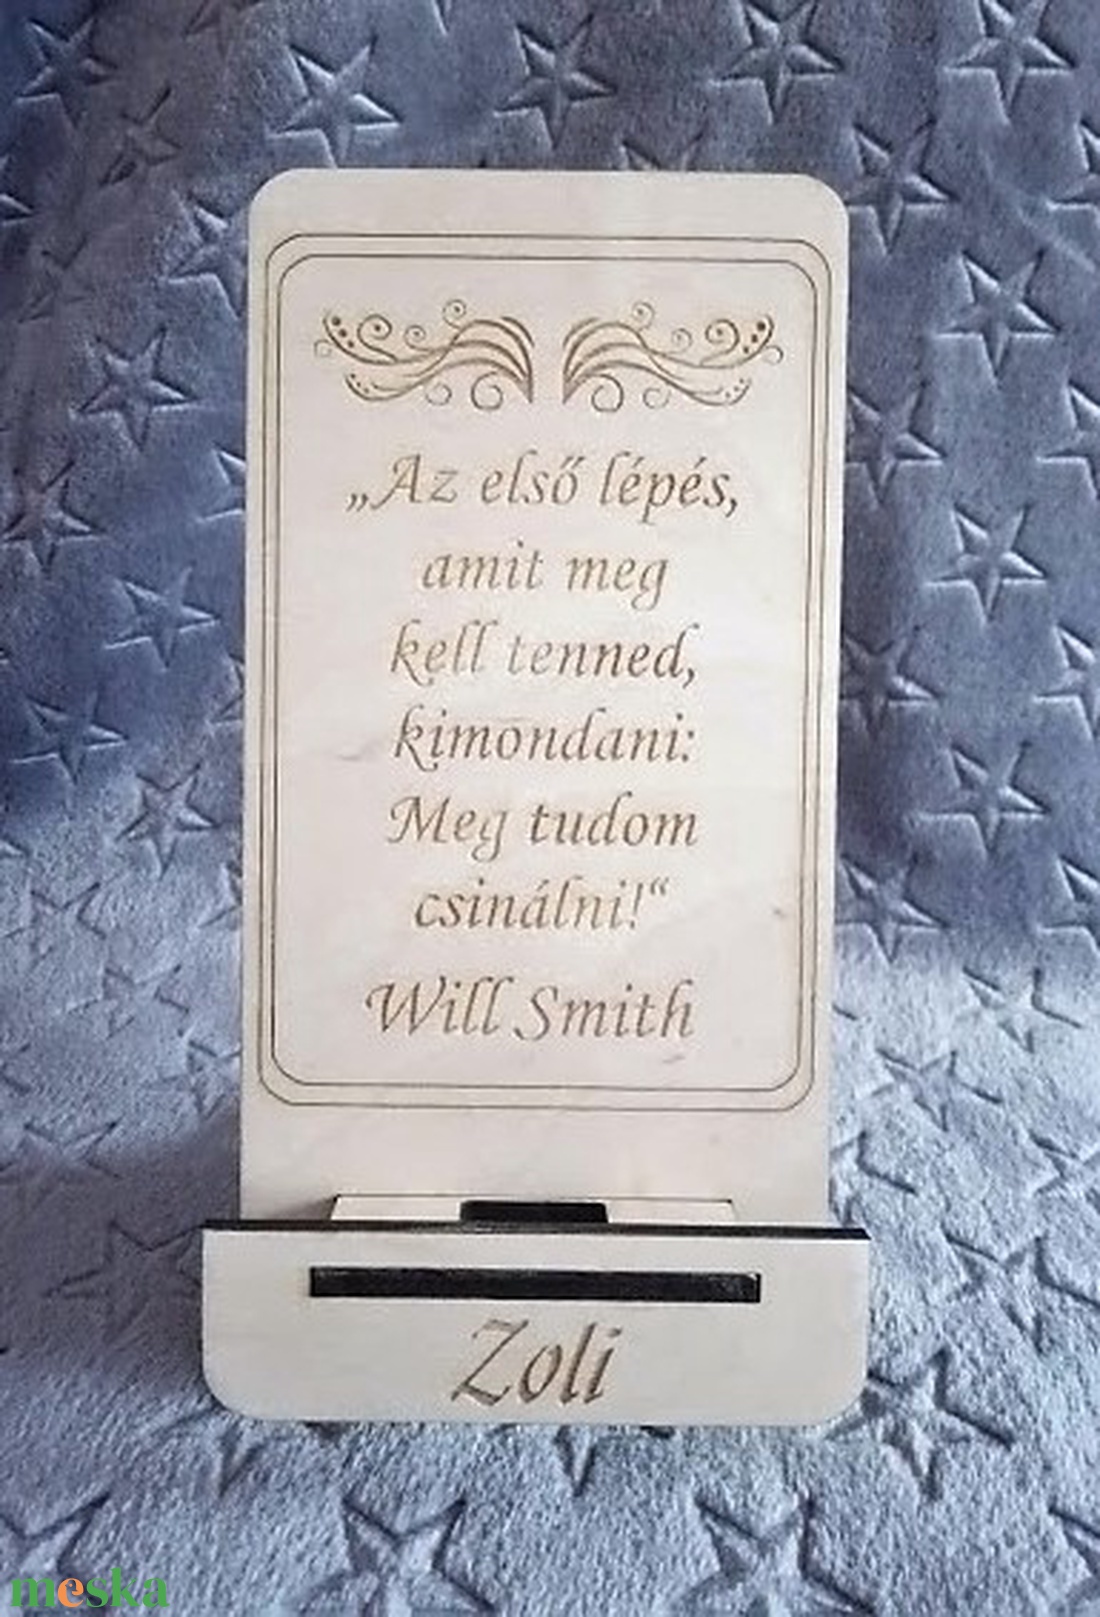 „Az első lépés,
amit meg
kell tenned,
kimondani:
Meg tudom
csinálni!“
Will Smith
Zoli
meska